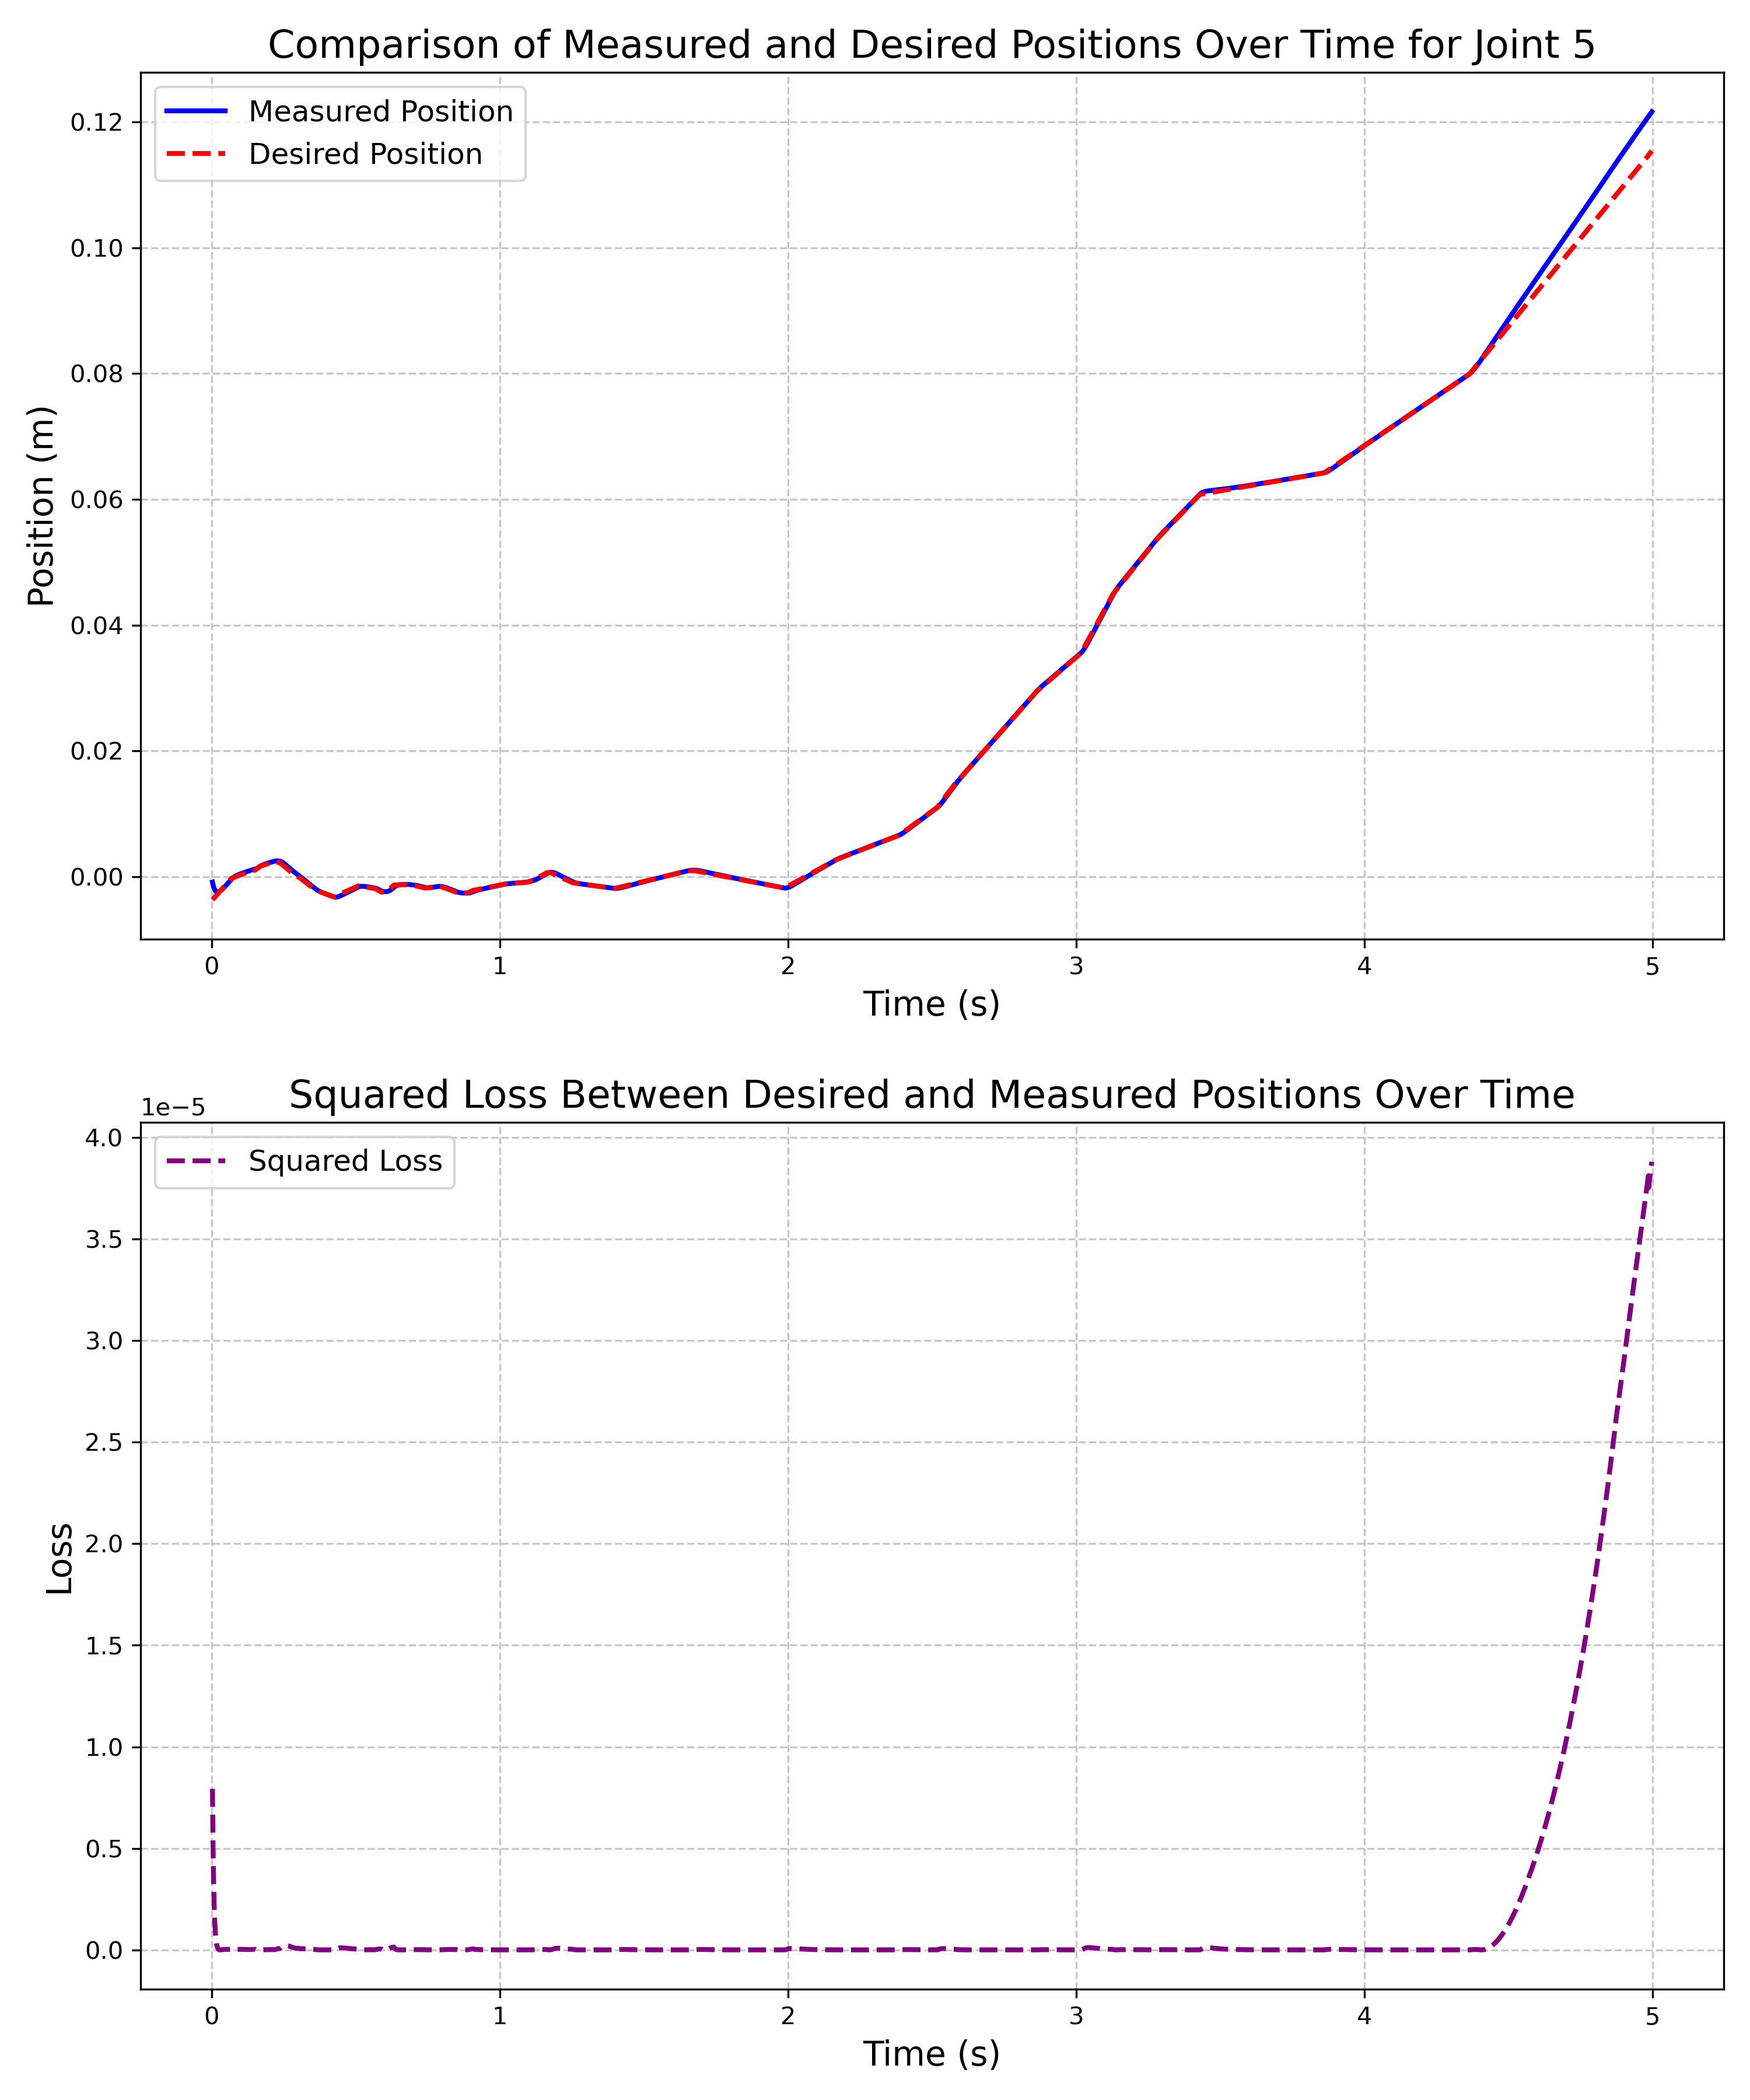 Comparison of Measured and Desired Positions Over Time for Joint 5
Measured Position
Desired Position
0.12
0.10
0.08
0.06
0.04
0.02
0.00
Position (m)
0 1 2 3 4 5
Time (s)
Squared Loss Between Desired and Measured Positions Over Time
1e−5
Squared Loss
4.0
3.5
3.0
2.5
2.0
1.5
1.0
0.5
0.0
Loss
0 1 2 3 4 5
Time (s)